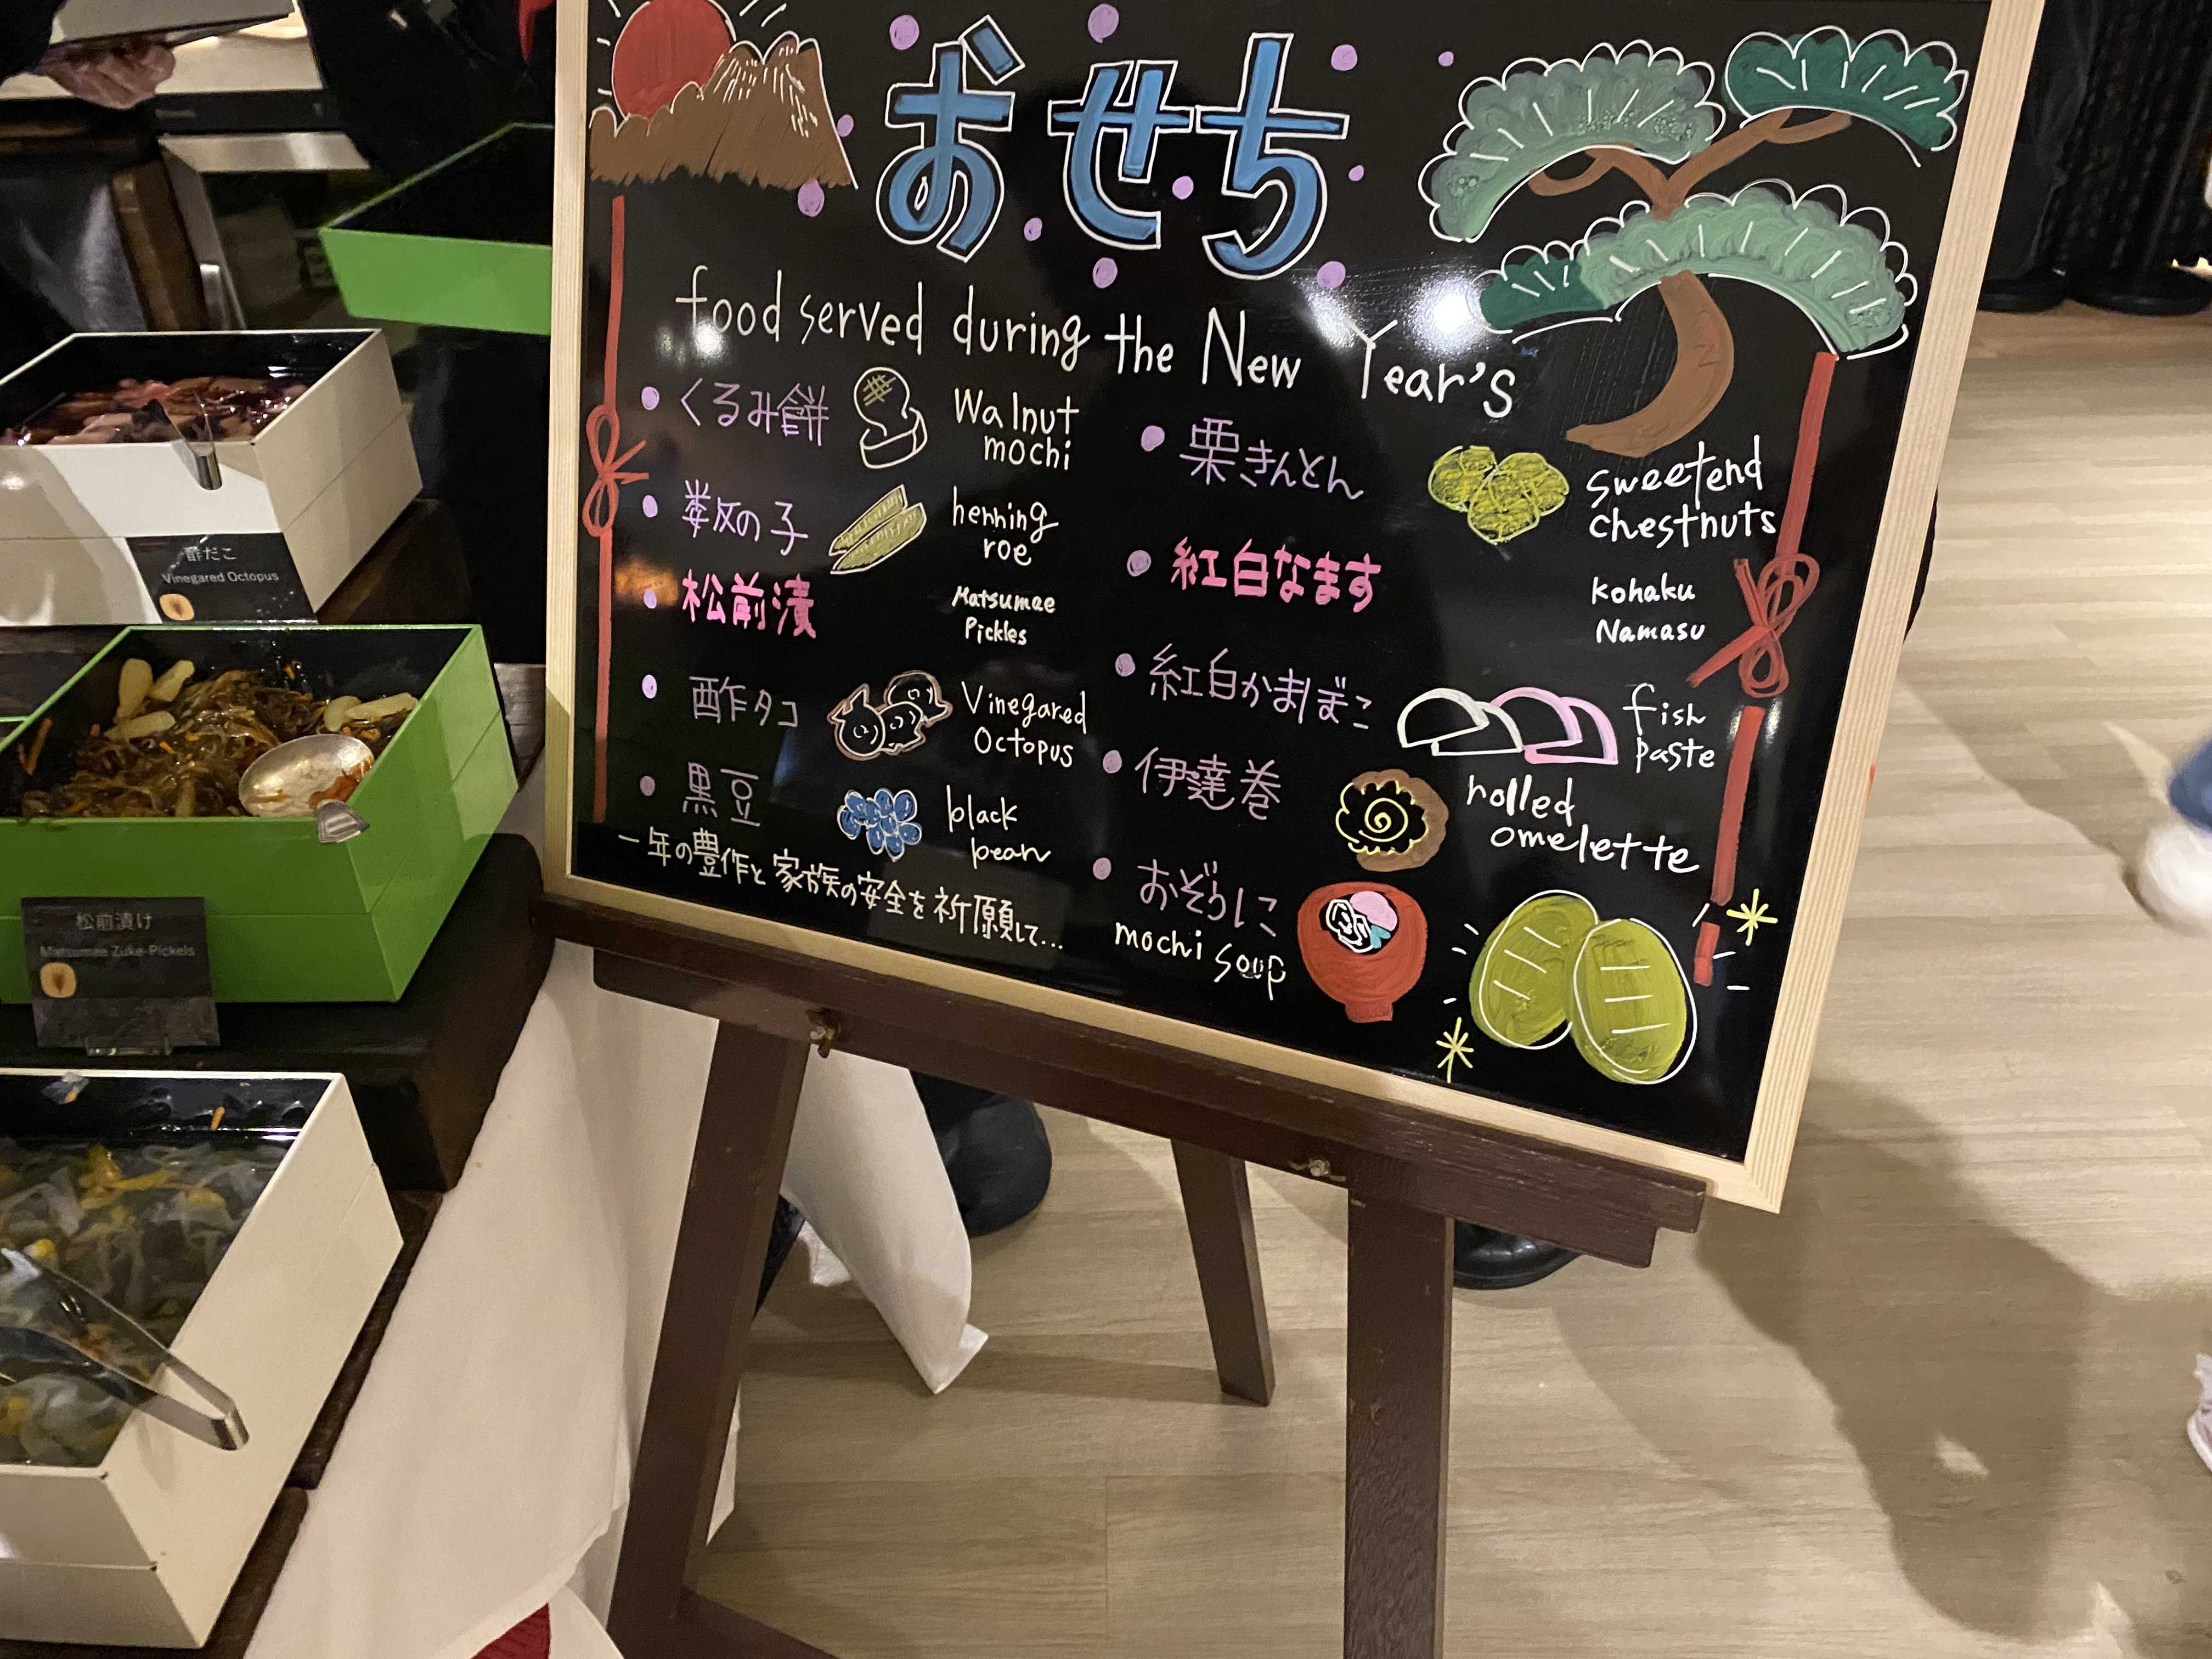 おせち
food served during the New Year's
・くるみ餅
Walnut
mochi
・数の子
herring
roe
・松前漬
Matsumae
Pickles
・酢タコ
Vinegared
Octopus
・黒豆
black
bean
一年の豊作と家族の安全を祈願して...
・栗きんとん
sweetend
chestnuts
・紅白なます
Kohaku
Namasu
・紅白かまぼこ
fish
paste
・伊達巻
rolled
omelette
・おぞうに
mochi soup
酢だこ
Vinegared Octopus
松前漬け
Matsumae Zuke-Pickels